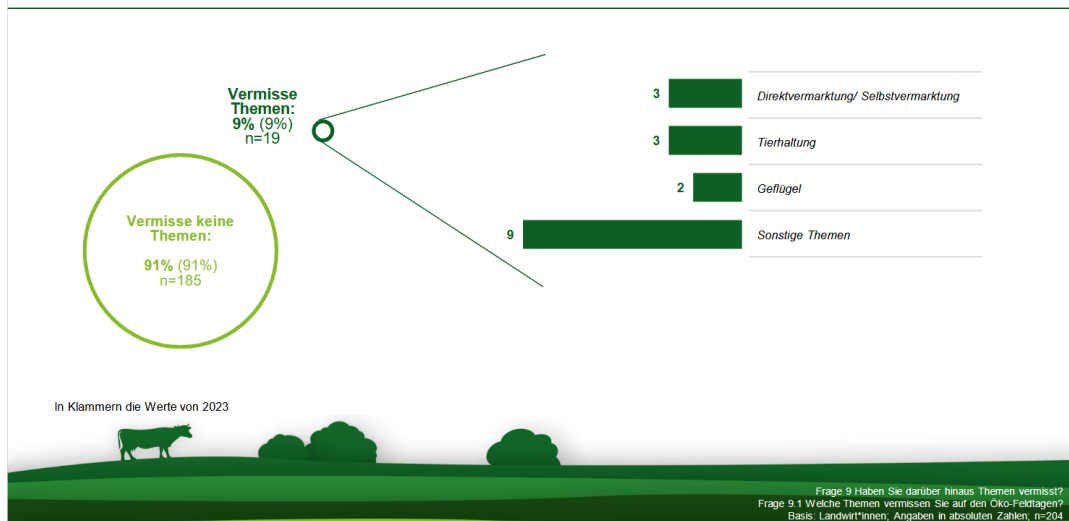 Vermisse
Themen:
9% (9%)
n=19
Vermisse keine
Themen:
91% (91%)
n=185
3
Direktvermarktung/ Selbstvermarktung
3
Tierhaltung
2
Geflügel
9
Sonstige Themen
In Klammern die Werte von 2023
Frage 9 Haben Sie darüber hinaus Themen vermisst?
Frage 9.1 Welche Themen vermissen Sie auf den Öko-Feldtagen?
Basis: Landwirt*innen; Angaben in absoluten Zahlen; n=204